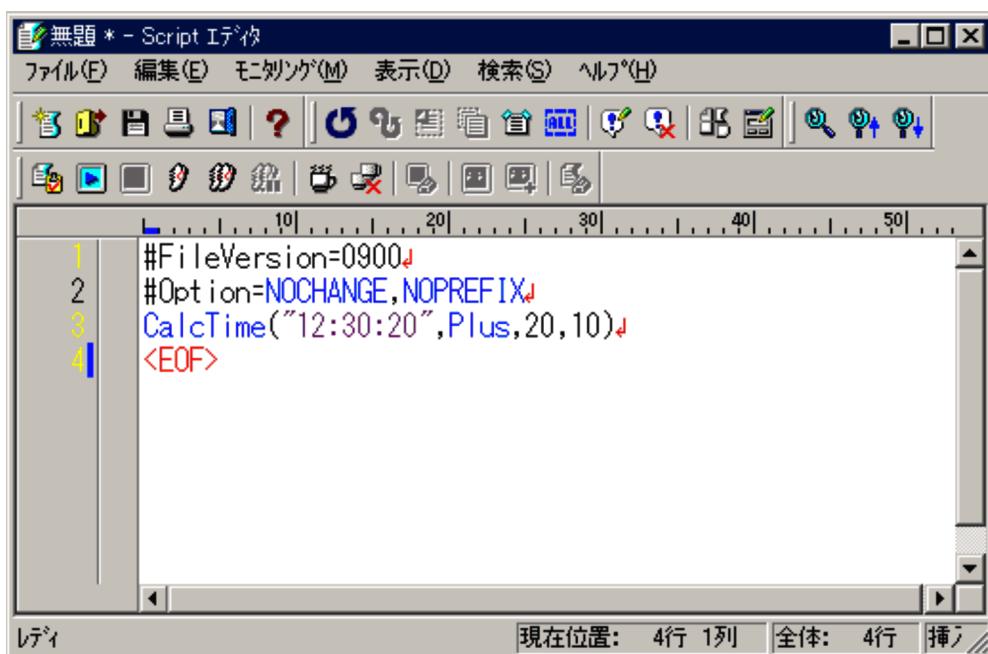 無題 * - Script ｴﾃﾞｨﾀ
ﾌｧｲﾙ(F) 編集(E) ﾓﾆﾀﾘﾝｸﾞ(M) 表示(D) 検索(S) ﾍﾙﾌﾟ(H)
ALL
10 20 30 40 50
1 #FileVersion=0900
2 #Option=NOCHANGE,NOPREFIX
3 CalcTime("12:30:20",Plus,20,10)
4 <EOF>
ﾚﾃﾞｨ 現在位置: 4行 1列 全体: 4行 挿